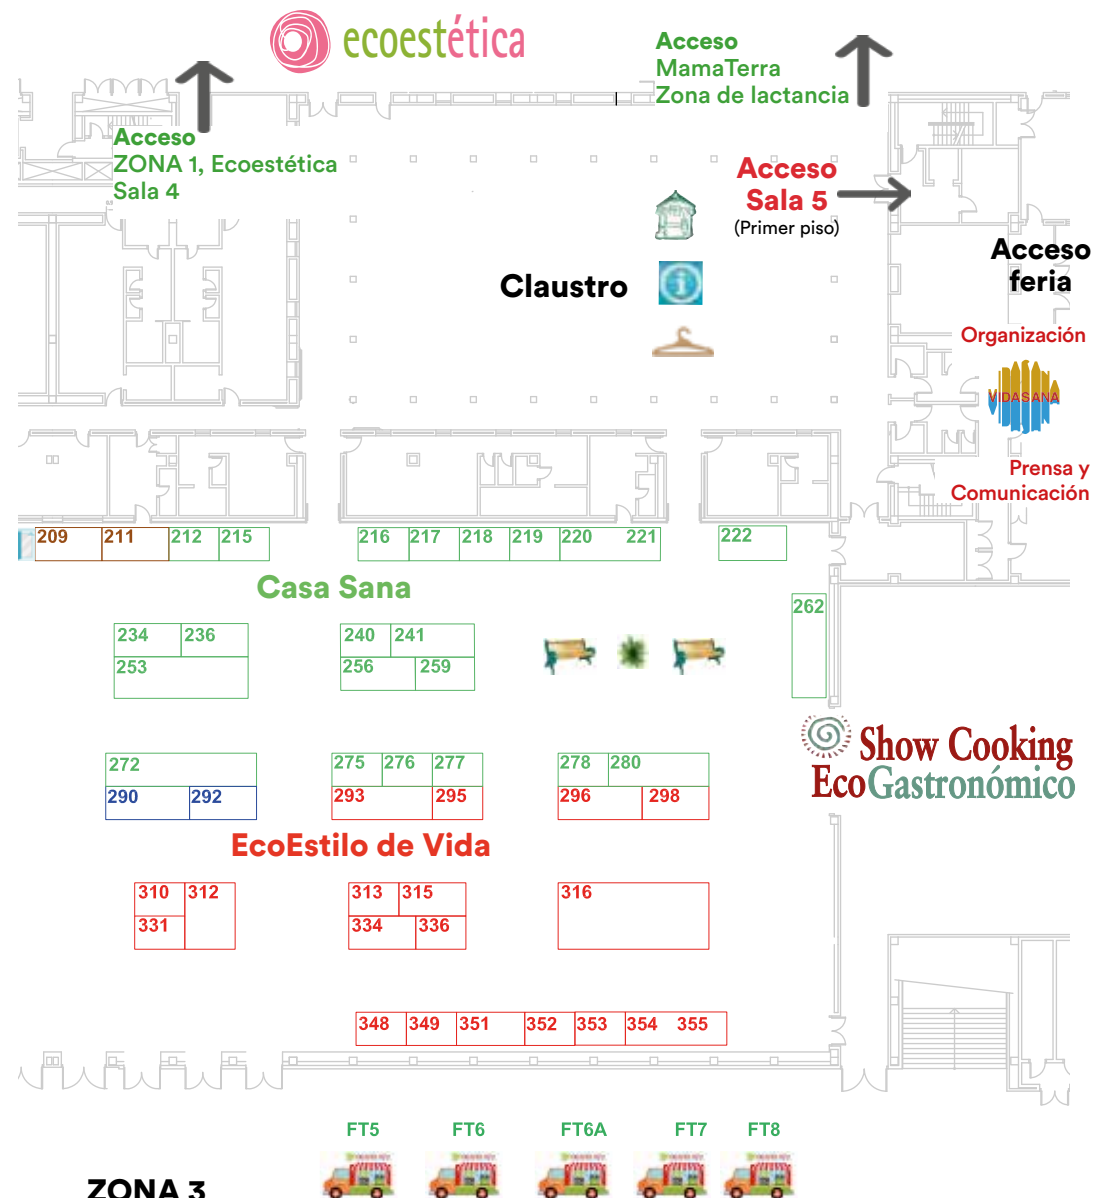 ecoestética
Acceso
MamaTerra
Zona de lactancia
Acceso
ZONA 1, Ecoestética
Sala 4
Acceso
Sala 5
(Primer piso)
Acceso
feria
Claustro
Organización
VIDASANA
Prensa y
Comunicación
209 211 212 215 216 217 218 219 220 221 222
Casa Sana
262
234 236 240 241
253 256 259
Show Cooking
EcoGastronómico
272 275 276 277 278 280
290 292 293 295 296 298
EcoEstilo de Vida
310 312 313 315 316
331 334 336
348 349 351 352 353 354 355
FT5 FT6 FT6A FT7 FT8
ZONA 3